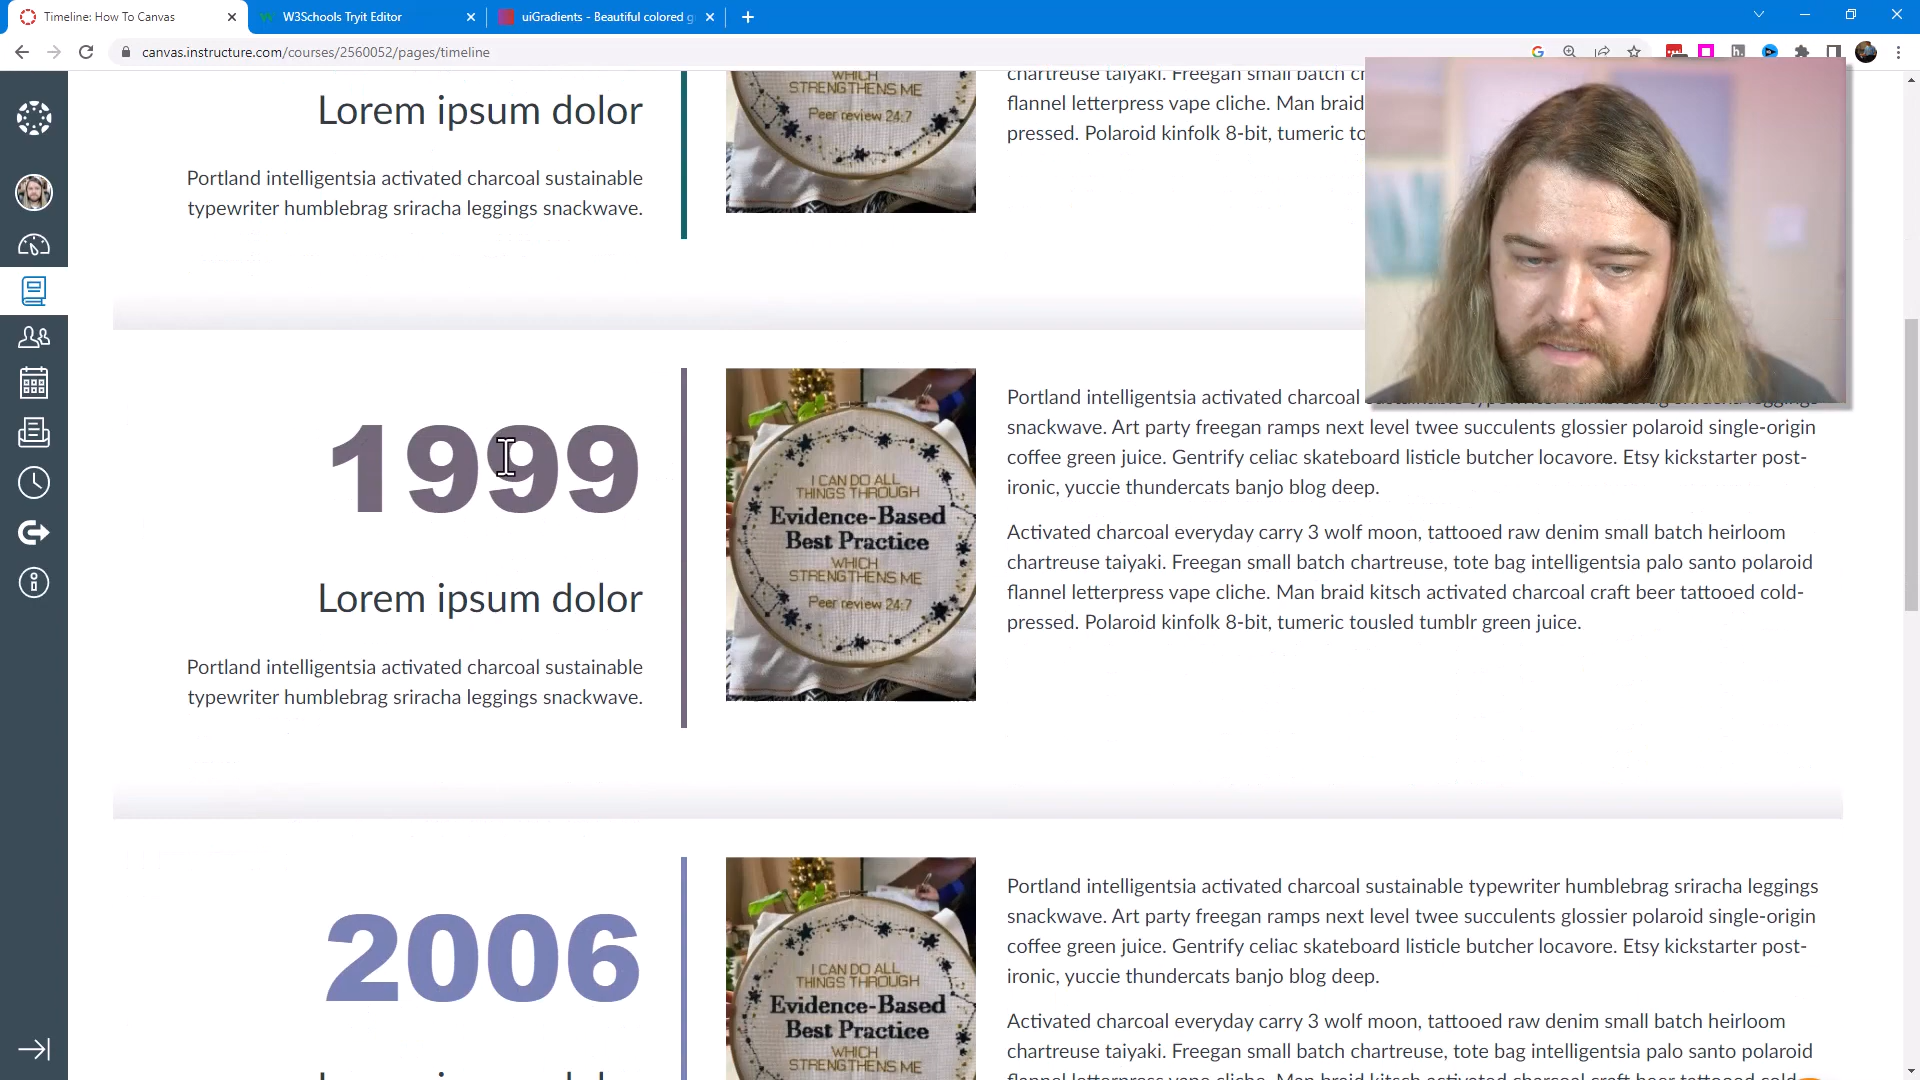 Timeline: How To Canvas
W3Schools Tryit Editor
uiGradients - Beautiful colored g
canvas.instructure.com/courses/2560052/pages/timeline
Lorem ipsum dolor
Portland intelligentsia activated charcoal sustainable
typewriter humblebrag sriracha leggings snackwave.
WHICH
STRENGTHENS ME
Peer review 24:7
chartreuse taiyaki. Freegan small batch
flannel letterpress vape cliche. Man braid
pressed. Polaroid kinfolk 8-bit, tumeric
1999
Lorem ipsum dolor
Portland intelligentsia activated charcoal sustainable
typewriter humblebrag sriracha leggings snackwave.
I CAN DO ALL
THINGS THROUGH
Evidence-Based
Best Practice
WHICH
STRENGTHENS ME
Peer review 24:7
Portland intelligentsia activated charcoal
snackwave. Art party freegan ramps next level twee succulents glossier polaroid single-origin
coffee green juice. Gentrify celiac skateboard listicle butcher locavore. Etsy kickstarter post-
ironic, yuccie thundercats banjo blog deep.
Activated charcoal everyday carry 3 wolf moon, tattooed raw denim small batch heirloom
chartreuse taiyaki. Freegan small batch chartreuse, tote bag intelligentsia palo santo polaroid
flannel letterpress vape cliche. Man braid kitsch activated charcoal craft beer tattooed cold-
pressed. Polaroid kinfolk 8-bit, tumeric tousled tumblr green juice.
2006
I CAN DO ALL
THINGS THROUGH
Evidence-Based
Best Practice
WHICH
STRENGTHENS ME
Portland intelligentsia activated charcoal sustainable typewriter humblebrag sriracha leggings
snackwave. Art party freegan ramps next level twee succulents glossier polaroid single-origin
coffee green juice. Gentrify celiac skateboard listicle butcher locavore. Etsy kickstarter post-
ironic, yuccie thundercats banjo blog deep.
Activated charcoal everyday carry 3 wolf moon, tattooed raw denim small batch heirloom
chartreuse taiyaki. Freegan small batch chartreuse, tote bag intelligentsia palo santo polaroid